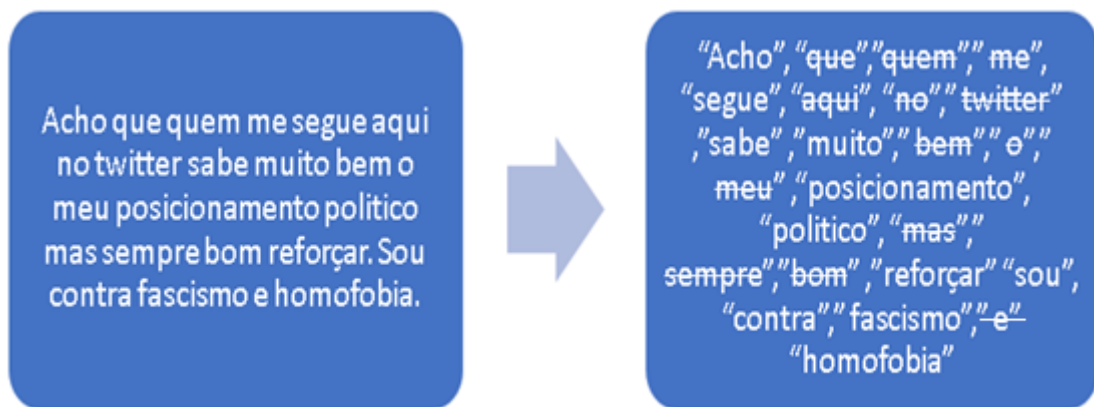 Acho que quem me segue aqui
no twitter sabe muito bem o
meu posicionamento politico
mas sempre bom reforçar. Sou
contra fascismo e homofobia.
“Acho”, “que”,”quem”,” me”,
“segue”, “aqui”, “no”,” twitter”
,”sabe” ,”muito”,” bem”,” o”,”
meu” ,“posicionamento”,
“politico”, “mas”,”
sempre”,”bom” ,”reforçar” “sou”,
“contra”,” fascismo”,” e”
“homofobia”